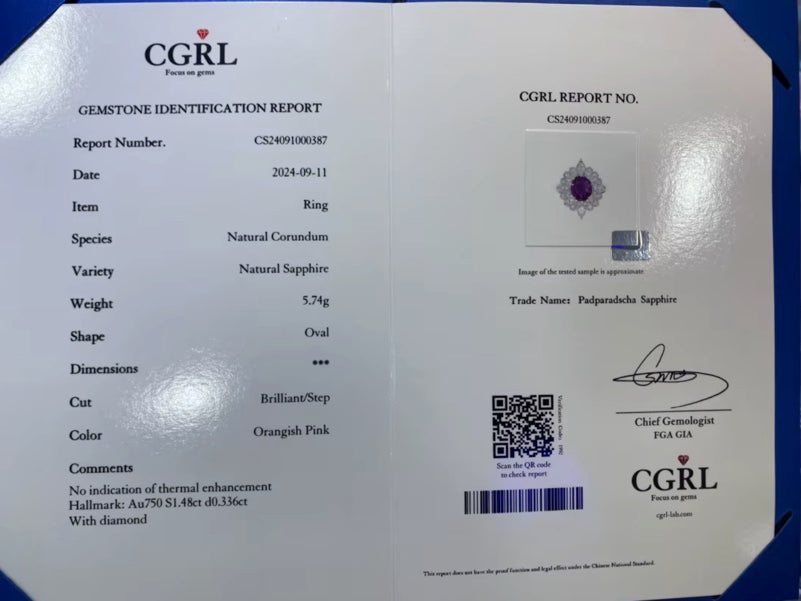 CGRL
Focus on gems
GEMSTONE IDENTIFICATION REPORT
Report Number. CS24091000387
Date 2024-09-11
Item Ring
Species Natural Corundum
Variety Natural Sapphire
Weight 5.74g
Shape Oval
Dimensions ***
Cut Brilliant/Step
Color Orangish Pink
Comments
No indication of thermal enhancement
Hallmark: Au750 S1.48ct d0.336ct
With diamond
CGRL REPORT NO.
CS24091000387
Image of the tested sample is approximate
Trade Name: Padparadscha Sapphire
Scan the QR code
to check report
Chief Gemologist
FGA GIA
CGRL
Focus on gems
cgrl-lab.com
This report does not have the proof function and legal effect under the Chinese National Standard.